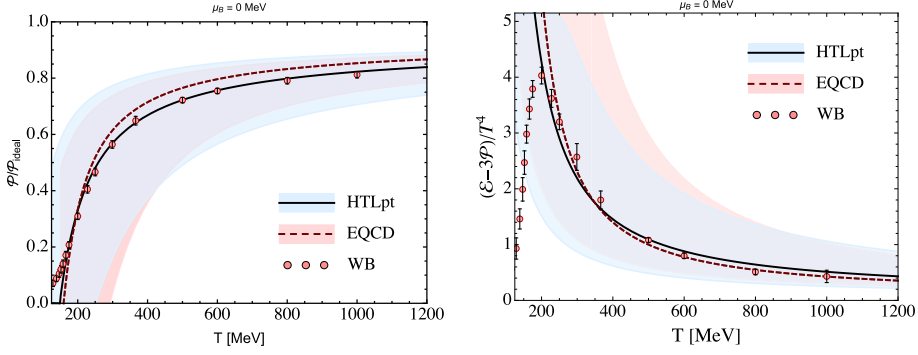 μB = 0 MeV
1.0
0.8
0.6
0.4
0.2
0.0
P/Pideal
HTLpt
EQCD
WB
200 400 600 800 1000 1200
T [MeV]
μB = 0 MeV
5
4
3
2
1
0
(ℰ−3P)/T⁴
HTLpt
EQCD
WB
200 400 600 800 1000 1200
T [MeV]